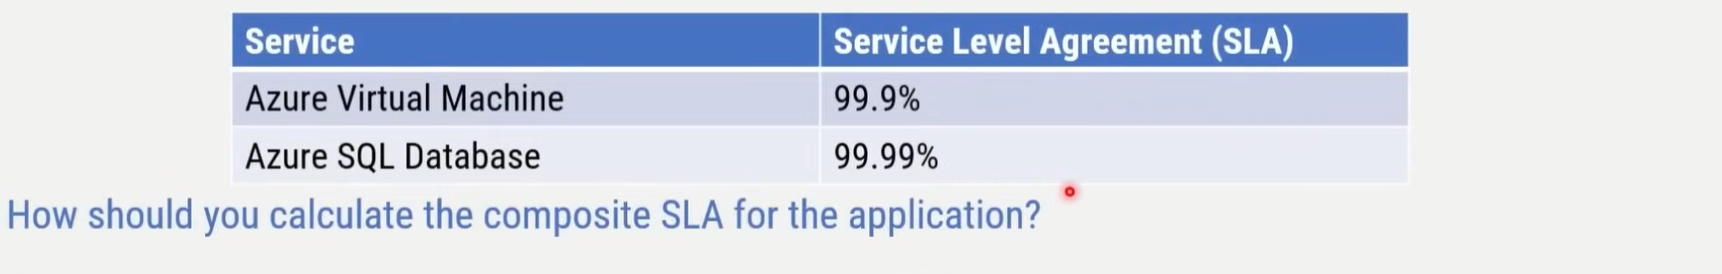 Service Service Level Agreement (SLA)
Azure Virtual Machine 99.9%
Azure SQL Database 99.99%
How should you calculate the composite SLA for the application?